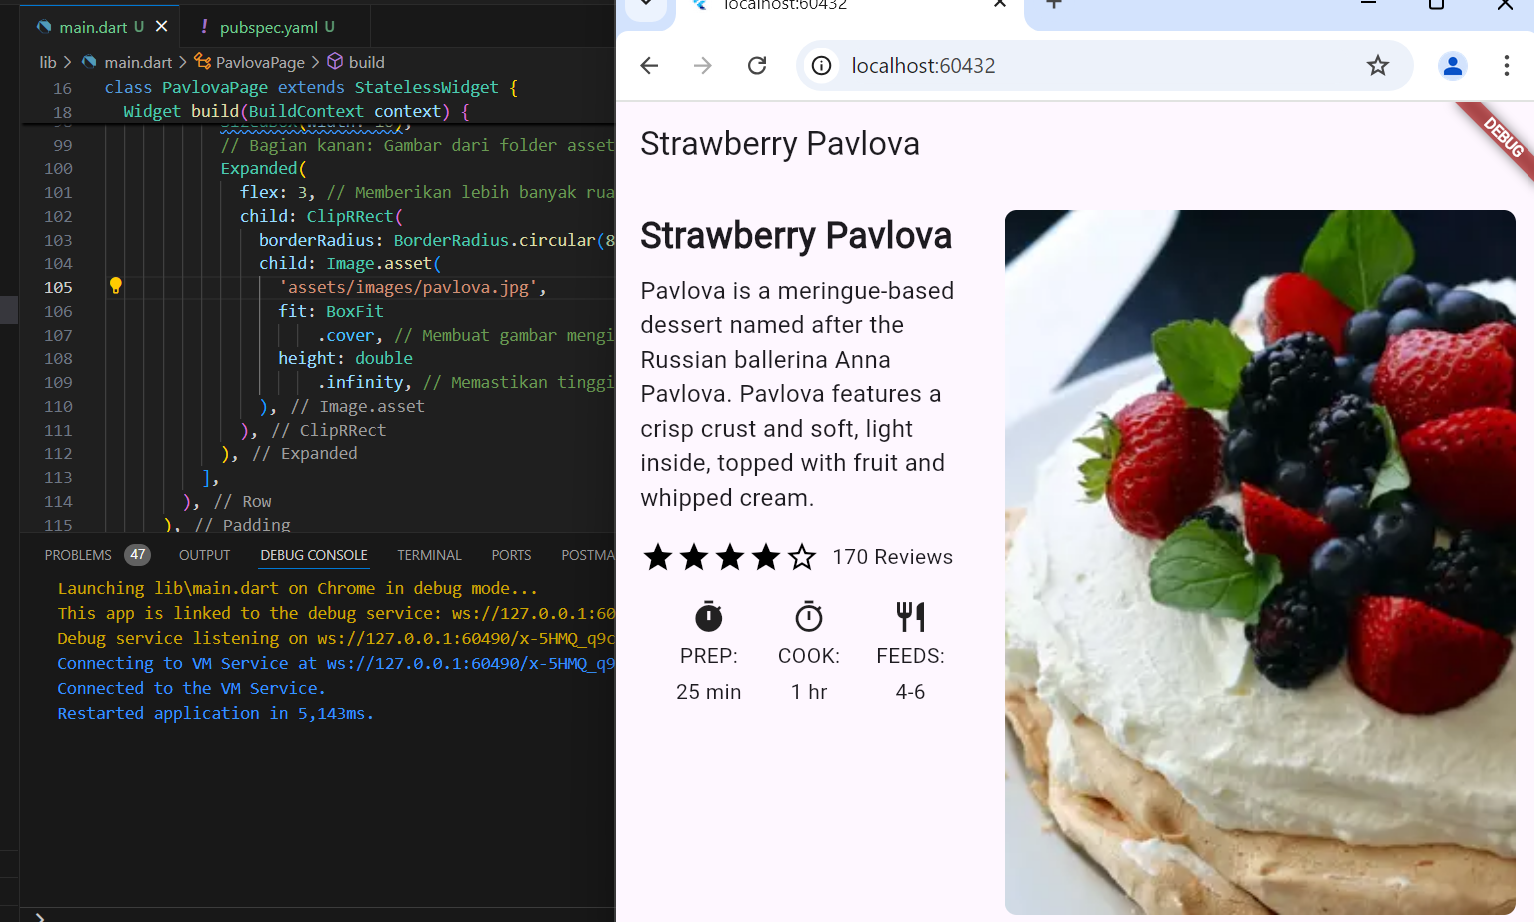 main.dart U
! pubspec.yaml U
lib > main.dart > PavlovaPage > build
16 class PavlovaPage extends StatelessWidget {
18 Widget build(BuildContext context) {
99 // Bagian kanan: Gambar dari folder asset
100 Expanded(
101 flex: 3, // Memberikan lebih banyak rua
102 child: ClipRRect(
103 borderRadius: BorderRadius.circular(8
104 child: Image.asset(
105 'assets/images/pavlova.jpg',
106 fit: BoxFit
107 .cover, // Membuat gambar mengi
108 height: double
109 .infinity, // Memastikan tinggi
110 ), // Image.asset
111 ), // ClipRRect
112 ), // Expanded
113 ],
114 ), // Row
115 ), // Padding
PROBLEMS 47 OUTPUT DEBUG CONSOLE TERMINAL PORTS POSTMA
Launching lib\main.dart on Chrome in debug mode...
This app is linked to the debug service: ws://127.0.0.1:60
Debug service listening on ws://127.0.0.1:60490/x-5HMQ_q9c
Connecting to VM Service at ws://127.0.0.1:60490/x-5HMQ_q9
Connected to the VM Service.
Restarted application in 5,143ms.
localhost:60432
localhost:60432
DEBUG
Strawberry Pavlova
Strawberry Pavlova
Pavlova is a meringue-based
dessert named after the
Russian ballerina Anna
Pavlova. Pavlova features a
crisp crust and soft, light
inside, topped with fruit and
whipped cream.
170 Reviews
PREP: COOK: FEEDS:
25 min 1 hr 4-6